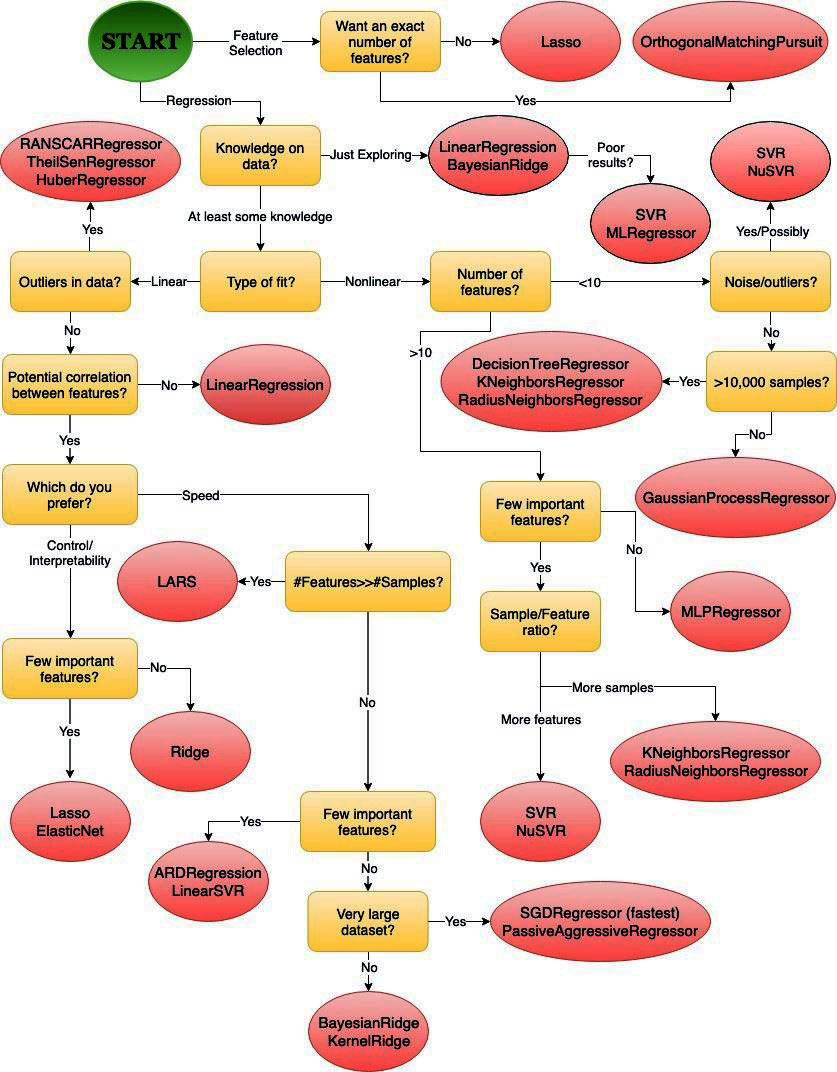 START
Feature
Selection
Want an exact
number of
features?
No
Lasso
OrthogonalMatchingPursuit
Yes
Regression
RANSCARRegressor
TheilSenRegressor
HuberRegressor
Knowledge on
data?
Just Exploring
LinearRegression
BayesianRidge
Poor
results?
SVR
MLRegressor
SVR
NuSVR
Yes
At least some knowledge
Yes/Possibly
Outliers in data?
Linear
Type of fit?
Nonlinear
Number of
features?
<10
Noise/outliers?
No
>10
No
Potential correlation
between features?
No
LinearRegression
DecisionTreeRegressor
KNeighborsRegressor
RadiusNeighborsRegressor
Yes
>10,000 samples?
Yes
No
Which do you
prefer?
Speed
Few important
features?
GaussianProcessRegressor
Control/
Interpretability
No
LARS
Yes
#Features>>#Samples?
Yes
Sample/Feature
ratio?
MLPRegressor
Few important
features?
No
More samples
No
More features
Yes
Ridge
KNeighborsRegressor
RadiusNeighborsRegressor
Lasso
ElasticNet
Yes
Few important
features?
SVR
NuSVR
ARDRegression
LinearSVR
No
Very large
dataset?
Yes
SGDRegressor (fastest)
PassiveAggressiveRegressor
No
BayesianRidge
KernelRidge